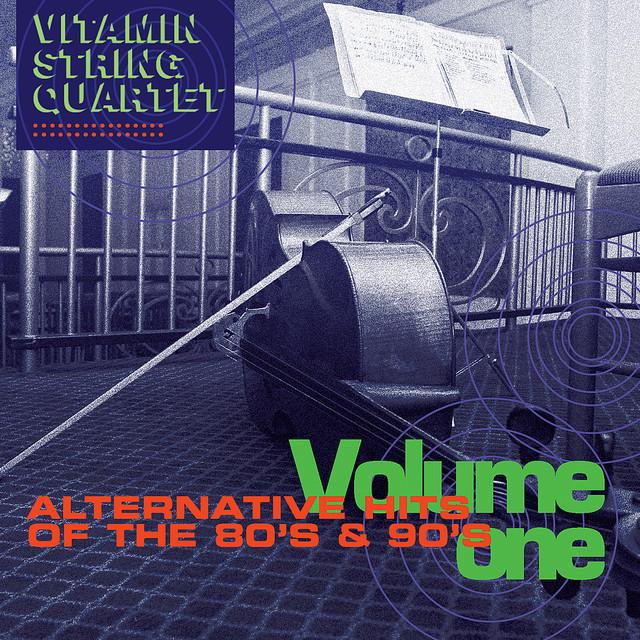 VITAMIN
STRING
QUARTET
Volume
ALTERNATIVE HITS
OF THE 80'S & 90'S
one